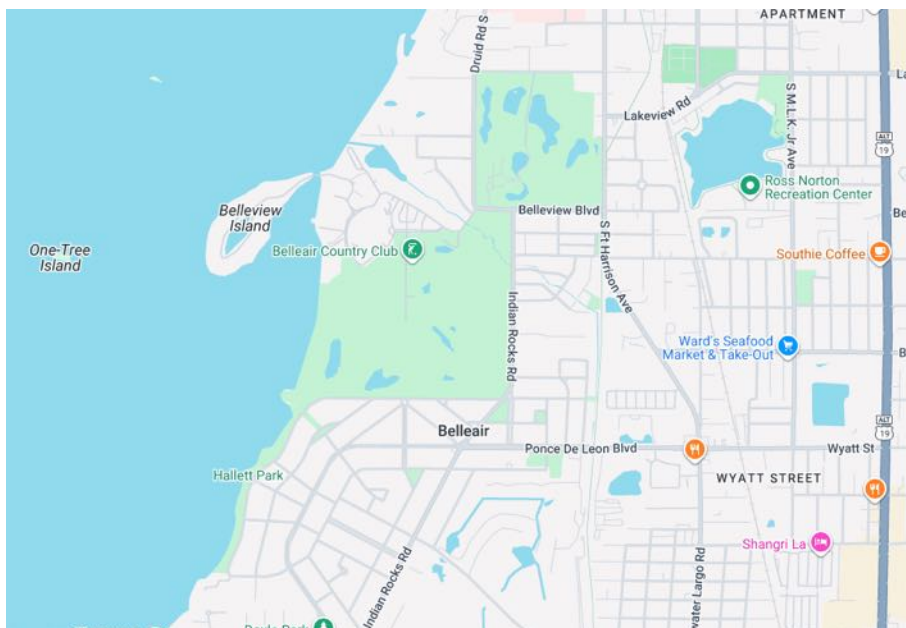 APARTMENT
Druid Rd S
La
Lakeview Rd
S M.L.K. Jr Ave
ALT
19
Ross Norton
Recreation Center
Belleview
Island
Belleview Blvd
Be
One-Tree
Island
Belleair Country Club
S Ft Harrison Ave
Southie Coffee
Indian Rocks Rd
Ward's Seafood
Market & Take-Out
B
ALT
19
Belleair
Ponce De Leon Blvd
Wyatt St
Hallett Park
WYATT STREET
Shangri La
Indian Rocks Rd
water Largo Rd